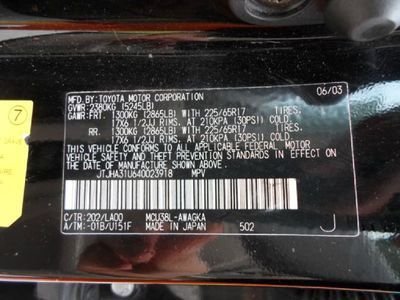 MFD.BY:TOYOTA MOTOR CORPORATION 06/03
GVWR:2380KG (5245LB)
GAWR:FRT. 1300KG (2865LB) WITH 225/65R17 TIRES,
17X6 1/2JJ RIMS, AT 210KPA (30PSI) COLD.
RR. 1300KG (2865LB) WITH 225/65R17 TIRES,
17X6 1/2JJ RIMS, AT 210KPA (30PSI) COLD.
THIS VEHICLE CONFORMS TO ALL APPLICABLE FEDERAL MOTOR
VEHICLE SAFETY AND BUMPER STANDARDS IN EFFECT ON
THE DATE OF MANUFACTURE SHOWN ABOVE.
JTJHA31U640023918 MPV
C/TR:202/LA00 MCU38L-AWAGKA
A/TM:-01B/U151F MADE IN JAPAN 502 J
7